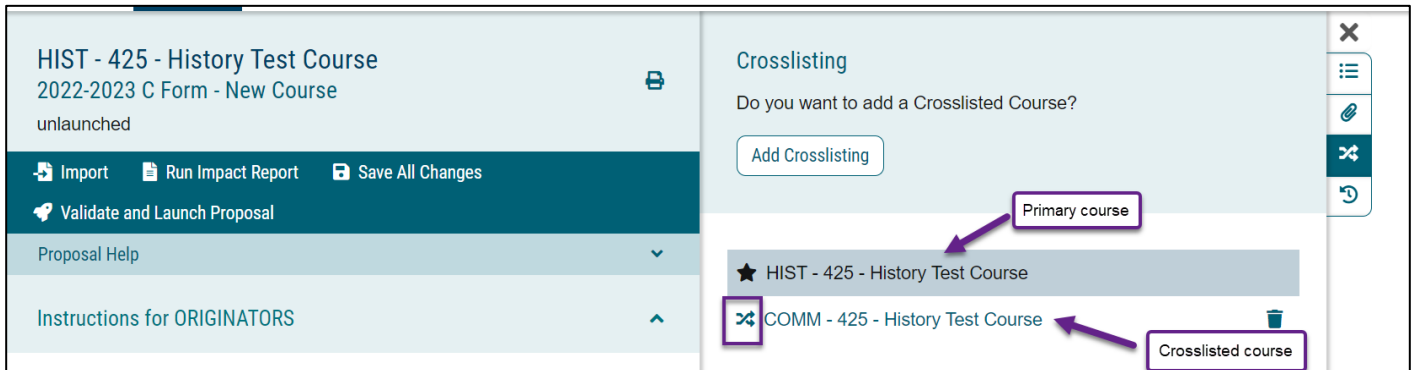 HIST - 425 - History Test Course
2022-2023 C Form - New Course
unlaunched
Import Run Impact Report Save All Changes
Validate and Launch Proposal
Proposal Help
Instructions for ORIGINATORS
Crosslisting
Do you want to add a Crosslisted Course?
Add Crosslisting
Primary course
HIST - 425 - History Test Course
COMM - 425 - History Test Course
Crosslisted course